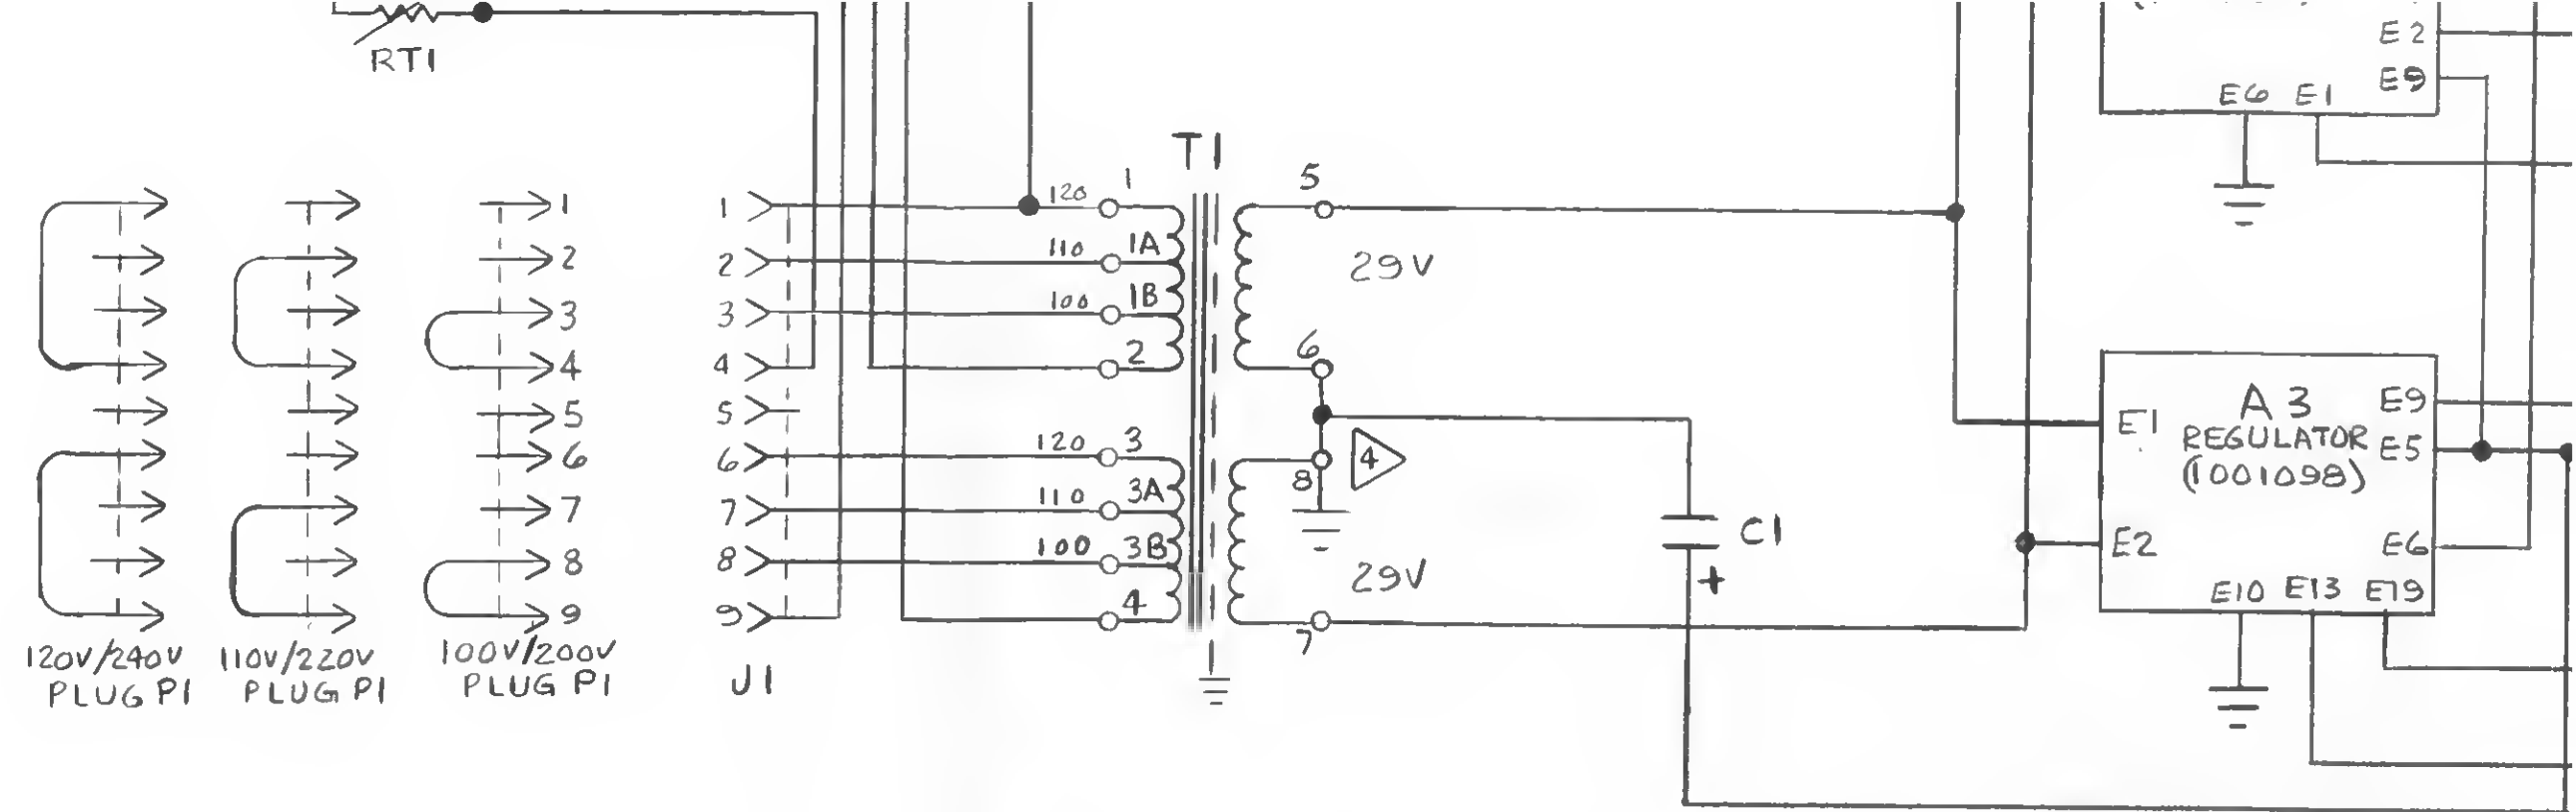 RT1
E2
E9
E6 E1
T1
1
2
3
4
5
6
7
8
9
120V/240V
PLUG P1
110V/220V
PLUG P1
100V/200V
PLUG P1
1
2
3
4
5
6
7
8
9
J1
120 1
110 1A
100 1B
2
120 3
110 3A
100 3B
4
5
29V
6
8
4
29V
7
C1
+
A3
REGULATOR
(1001098)
E1
E2
E9
E5
E6
E10 E13 E19